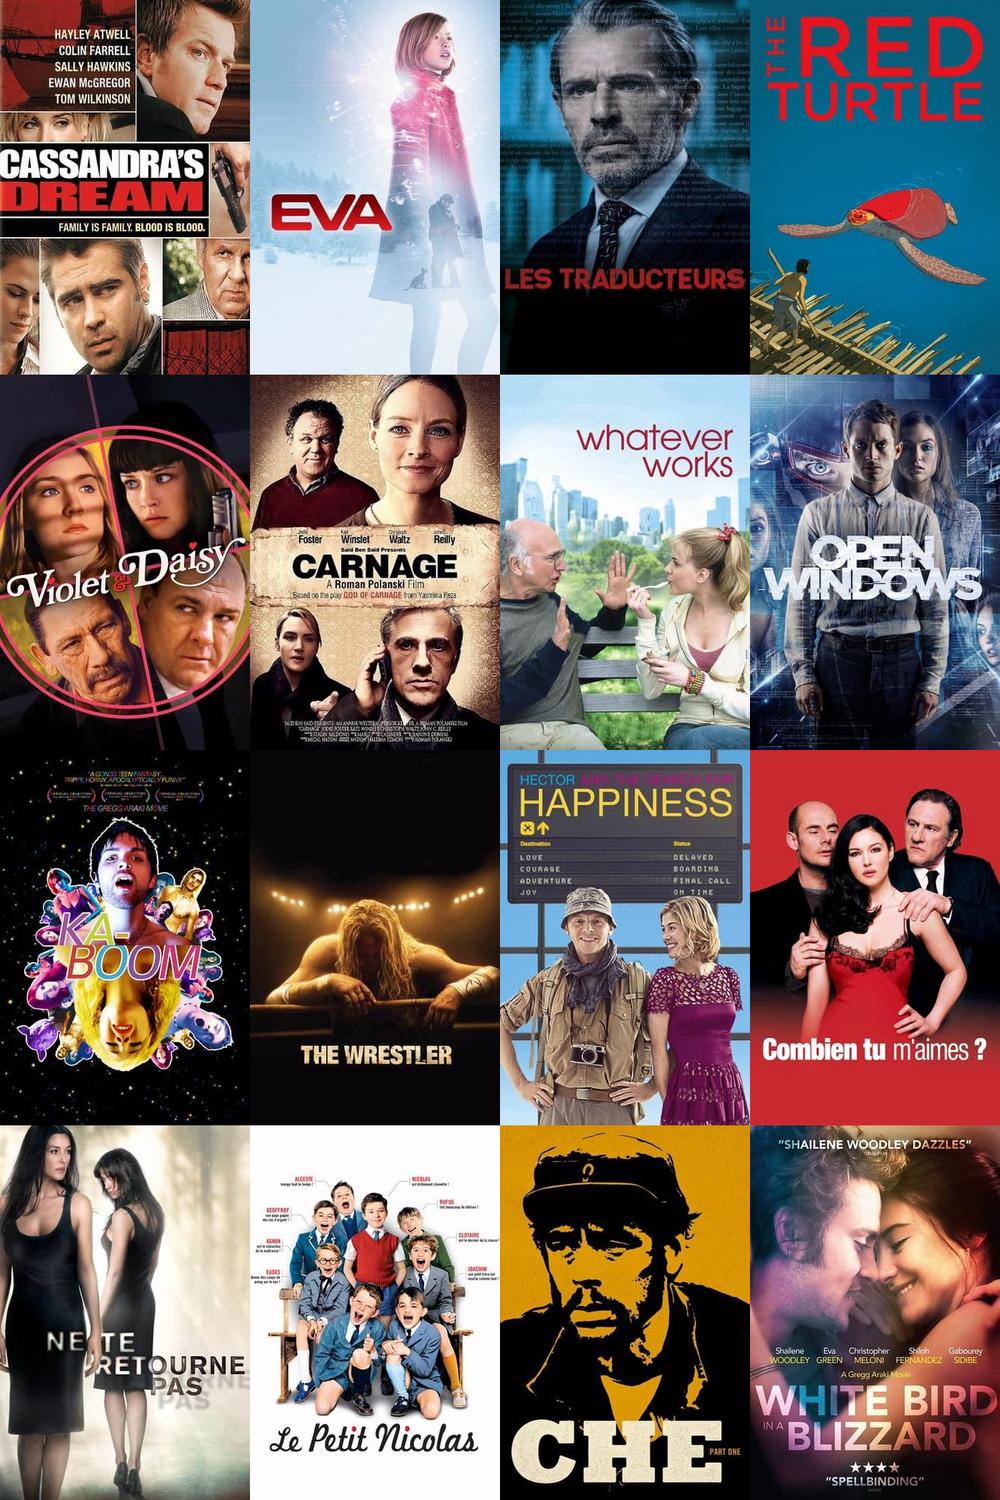 HAYLEY ATWELL
COLIN FARRELL
SALLY HAWKINS
EWAN McGREGOR
TOM WILKINSON
CASSANDRA'S
DREAM
FAMILY IS FAMILY. BLOOD IS BLOOD.
EVA
LES TRADUCTEURS
THE RED
TURTLE
Violet & Daisy
Foster Winslet Waltz Reilly
Saïd Ben Saïd Presents
CARNAGE
A Roman Polanski Film
Based on the play GOD OF CARNAGE from Yasmina Reza
whatever
works
OPEN
WINDOWS
"A GONZO TEEN FANTASY...
TRIPPY, HORNY, APOCALYPTICALLY FUNNY"
THE GREGG ARAKI MOVIE
KA-
BOOM
THE WRESTLER
HECTOR AND THE SEARCH FOR
HAPPINESS
Destination Status
LOVE DELAYED
COURAGE BOARDING
ADVENTURE FINAL CALL
JOY ON TIME
Combien tu m'aimes ?
NE TE
RETOURNE
PAS
ALCESTE
NICOLAS
GEOFFROY
RUFUS
AGNAN
CLOTAIRE
EUDES
JOACHIM
Le Petit Nicolas
CHE PART ONE
"SHAILENE WOODLEY DAZZLES"
Shailene WOODLEY Eva GREEN Christopher MELONI Shiloh FERNANDEZ Gabourey SIDIBE
A Gregg Araki Movie
WHITE BIRD
IN A BLIZZARD
"SPELLBINDING"